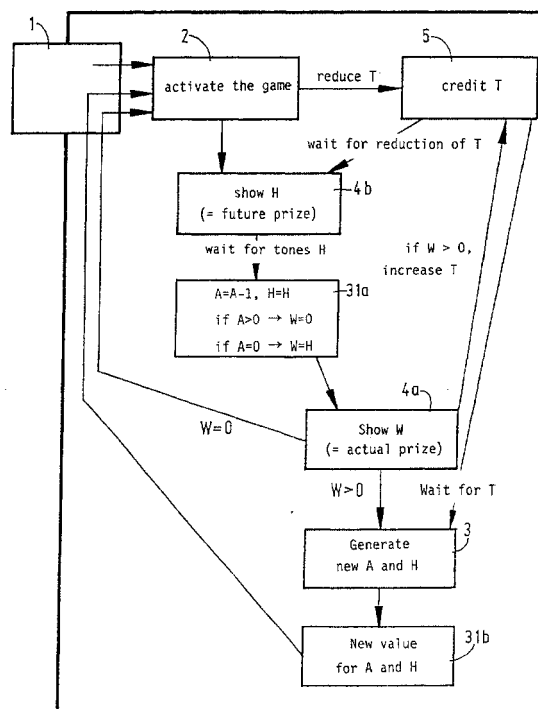 1
2
5
activate the game
reduce T
credit T
wait for reduction of T
show H
(= future prize)
4b
wait for tones H
31a
A=A-1, H=H
if A>0 → W=0
if A=0 → W=H
if W > 0,
increase T
4a
W=0
Show W
(= actual prize)
W>0
Wait for T
3
Generate
new A and H
New value
for A and H
31b